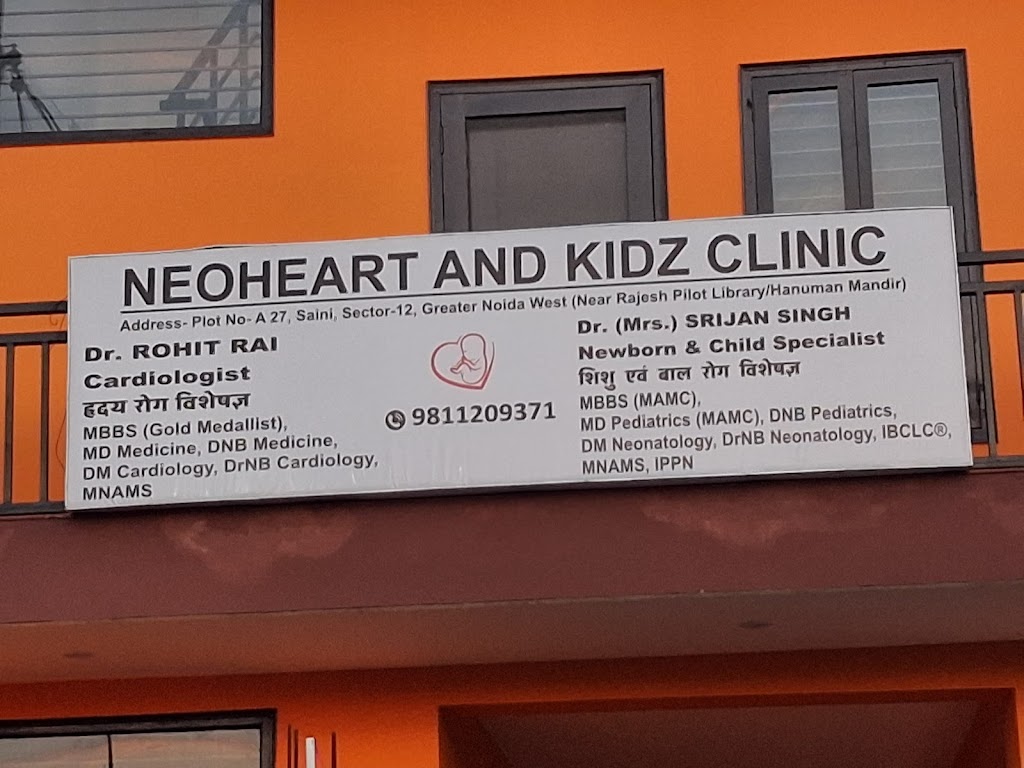 NEOHEART AND KIDZ CLINIC
Address- Plot No- A 27, Saini, Sector-12, Greater Noida West (Near Rajesh Pilot Library/Hanuman Mandir)
Dr. ROHIT RAI
Cardiologist
हृदय रोग विशेषज्ञ
MBBS (Gold Medallist),
MD Medicine, DNB Medicine,
DM Cardiology, DrNB Cardiology,
MNAMS
9811209371
Dr. (Mrs.) SRIJAN SINGH
Newborn & Child Specialist
शिशु एवं बाल रोग विशेषज्ञ
MBBS (MAMC),
MD Pediatrics (MAMC), DNB Pediatrics,
DM Neonatology, DrNB Neonatology, IBCLC®,
MNAMS, IPPN